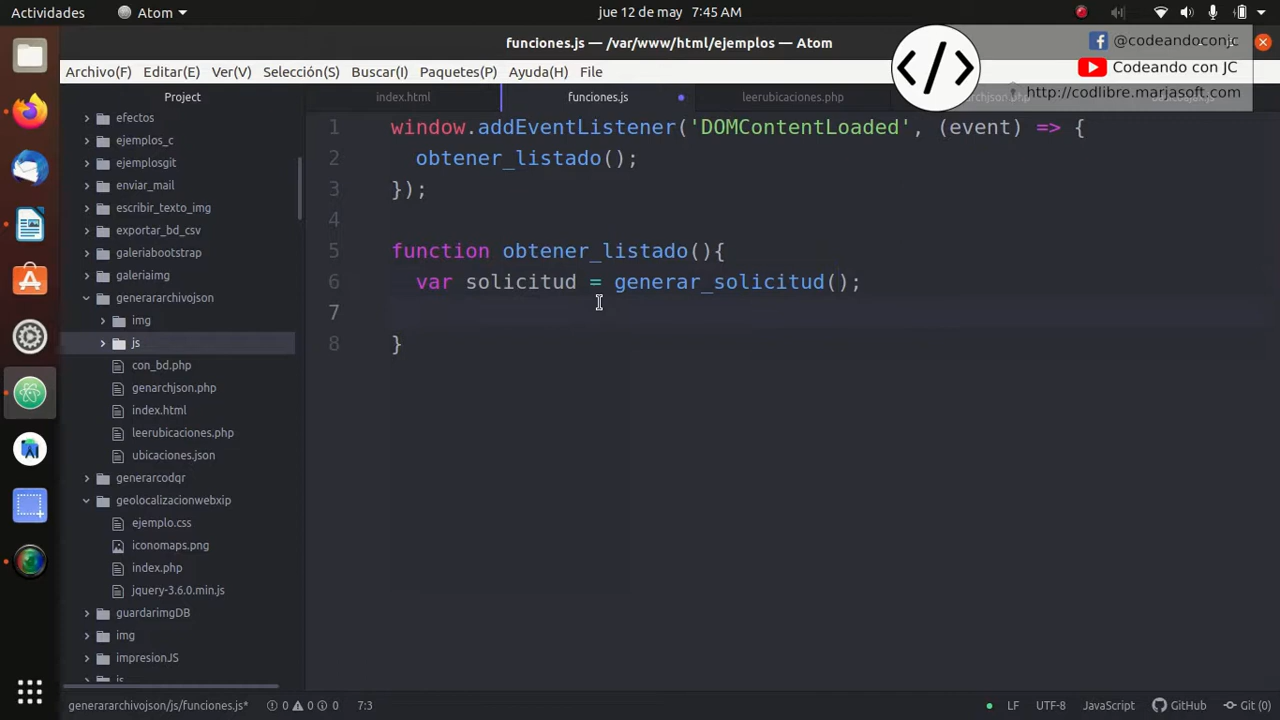 Actividades
Atom
jue 12 de may 7:45 AM
funciones.js — /var/www/html/ejemplos — Atom
@codeandoconjc
Codeando con JC
http://codlibre.marjasoft.com
Archivo(F) Editar(E) Ver(V) Selección(S) Buscar(I) Paquetes(P) Ayuda(H) File
Project
index.html
funciones.js
leerubicaciones.php
efectos
ejemplos_c
ejemplosgit
enviar_mail
escribir_texto_img
exportar_bd_csv
galeriabootstrap
galeriaimg
generararchivojson
img
js
con_bd.php
genarchjson.php
index.html
leerubicaciones.php
ubicaciones.json
generarcodqr
geolocalizacionwebxip
ejemplo.css
iconomaps.png
index.php
jquery-3.6.0.min.js
guardarimgDB
img
impresionJS
1 window.addEventListener('DOMContentLoaded', (event) => {
2 obtener_listado();
3 });
4
5 function obtener_listado(){
6 var solicitud = generar_solicitud();
7
8 }
generararchivojson/js/funciones.js* 0 0 0 7:3
LF UTF-8 JavaScript GitHub Git (0)